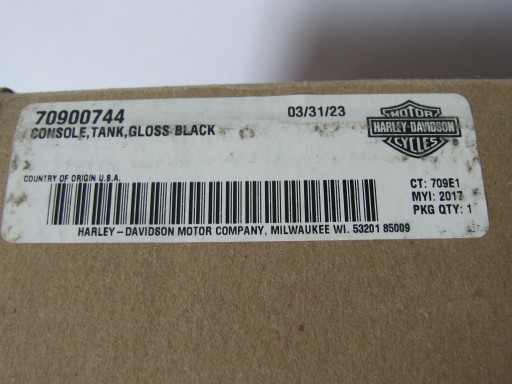 70900744
03/31/23
CONSOLE,TANK,GLOSS BLACK
MOTOR
HARLEY-DAVIDSON
CYCLES
®
COUNTRY OF ORIGIN U.S.A.
CT: 709E1
MYI: 2017
PKG QTY: 1
HARLEY-DAVIDSON MOTOR COMPANY, MILWAUKEE WI. 53201 85009